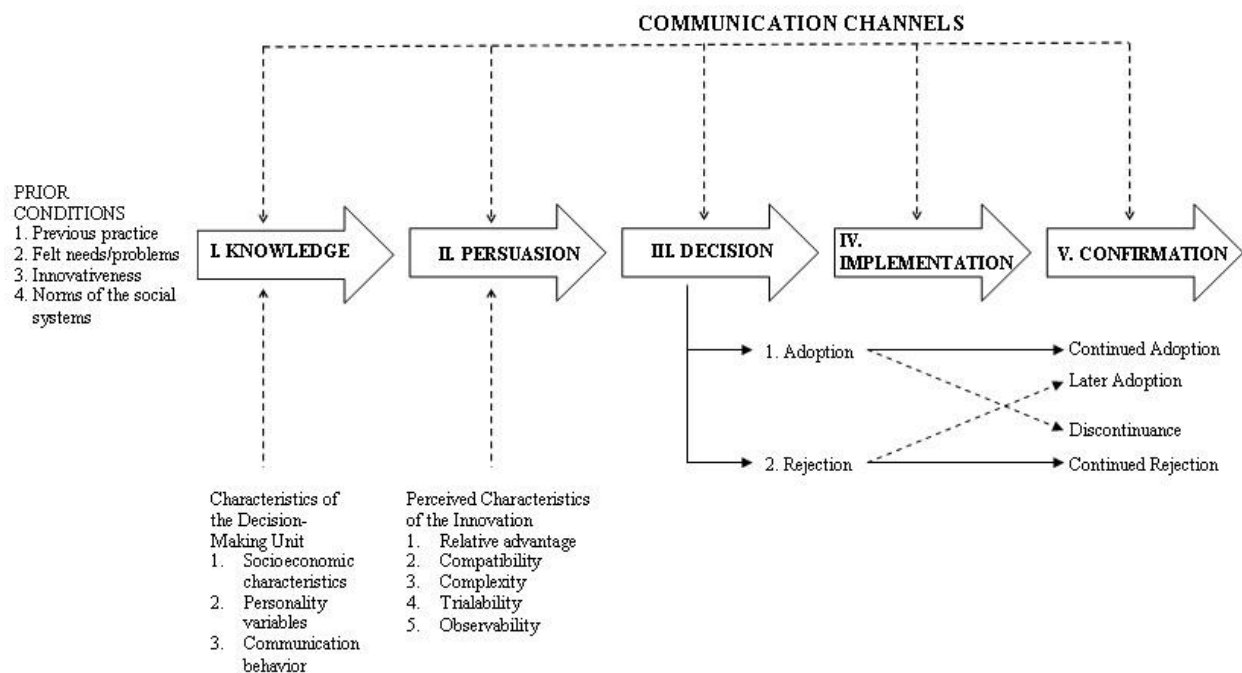 COMMUNICATION CHANNELS
PRIOR
CONDITIONS
1. Previous practice
2. Felt needs/problems
3. Innovativeness
4. Norms of the social
systems
I. KNOWLEDGE
II. PERSUASION
III. DECISION
IV.
IMPLEMENTATION
V. CONFIRMATION
1. Adoption
2. Rejection
Continued Adoption
Later Adoption
Discontinuance
Continued Rejection
Characteristics of
the Decision-
Making Unit
1. Socioeconomic
characteristics
2. Personality
variables
3. Communication
behavior
Perceived Characteristics
of the Innovation
1. Relative advantage
2. Compatibility
3. Complexity
4. Trialability
5. Observability